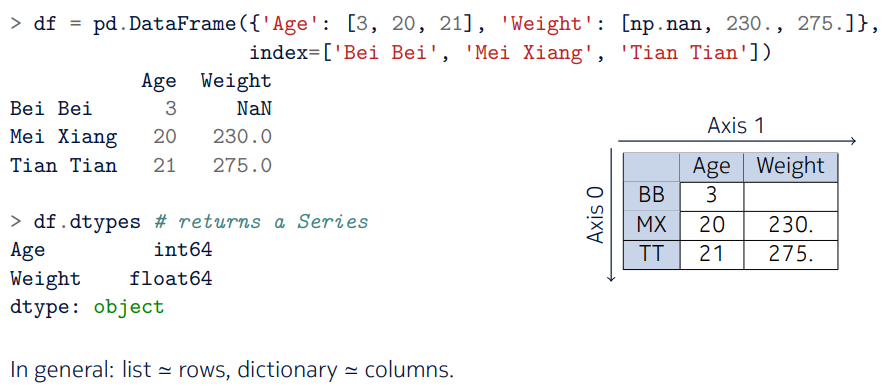 > df = pd.DataFrame({'Age': [3, 20, 21], 'Weight': [np.nan, 230., 275.]},
index=['Bei Bei', 'Mei Xiang', 'Tian Tian'])
Age Weight
Bei Bei 3 NaN
Mei Xiang 20 230.0
Tian Tian 21 275.0
> df.dtypes # returns a Series
Age int64
Weight float64
dtype: object
Axis 1
Axis 0
Age Weight
BB 3
MX 20 230.
TT 21 275.
In general: list ≃ rows, dictionary ≃ columns.